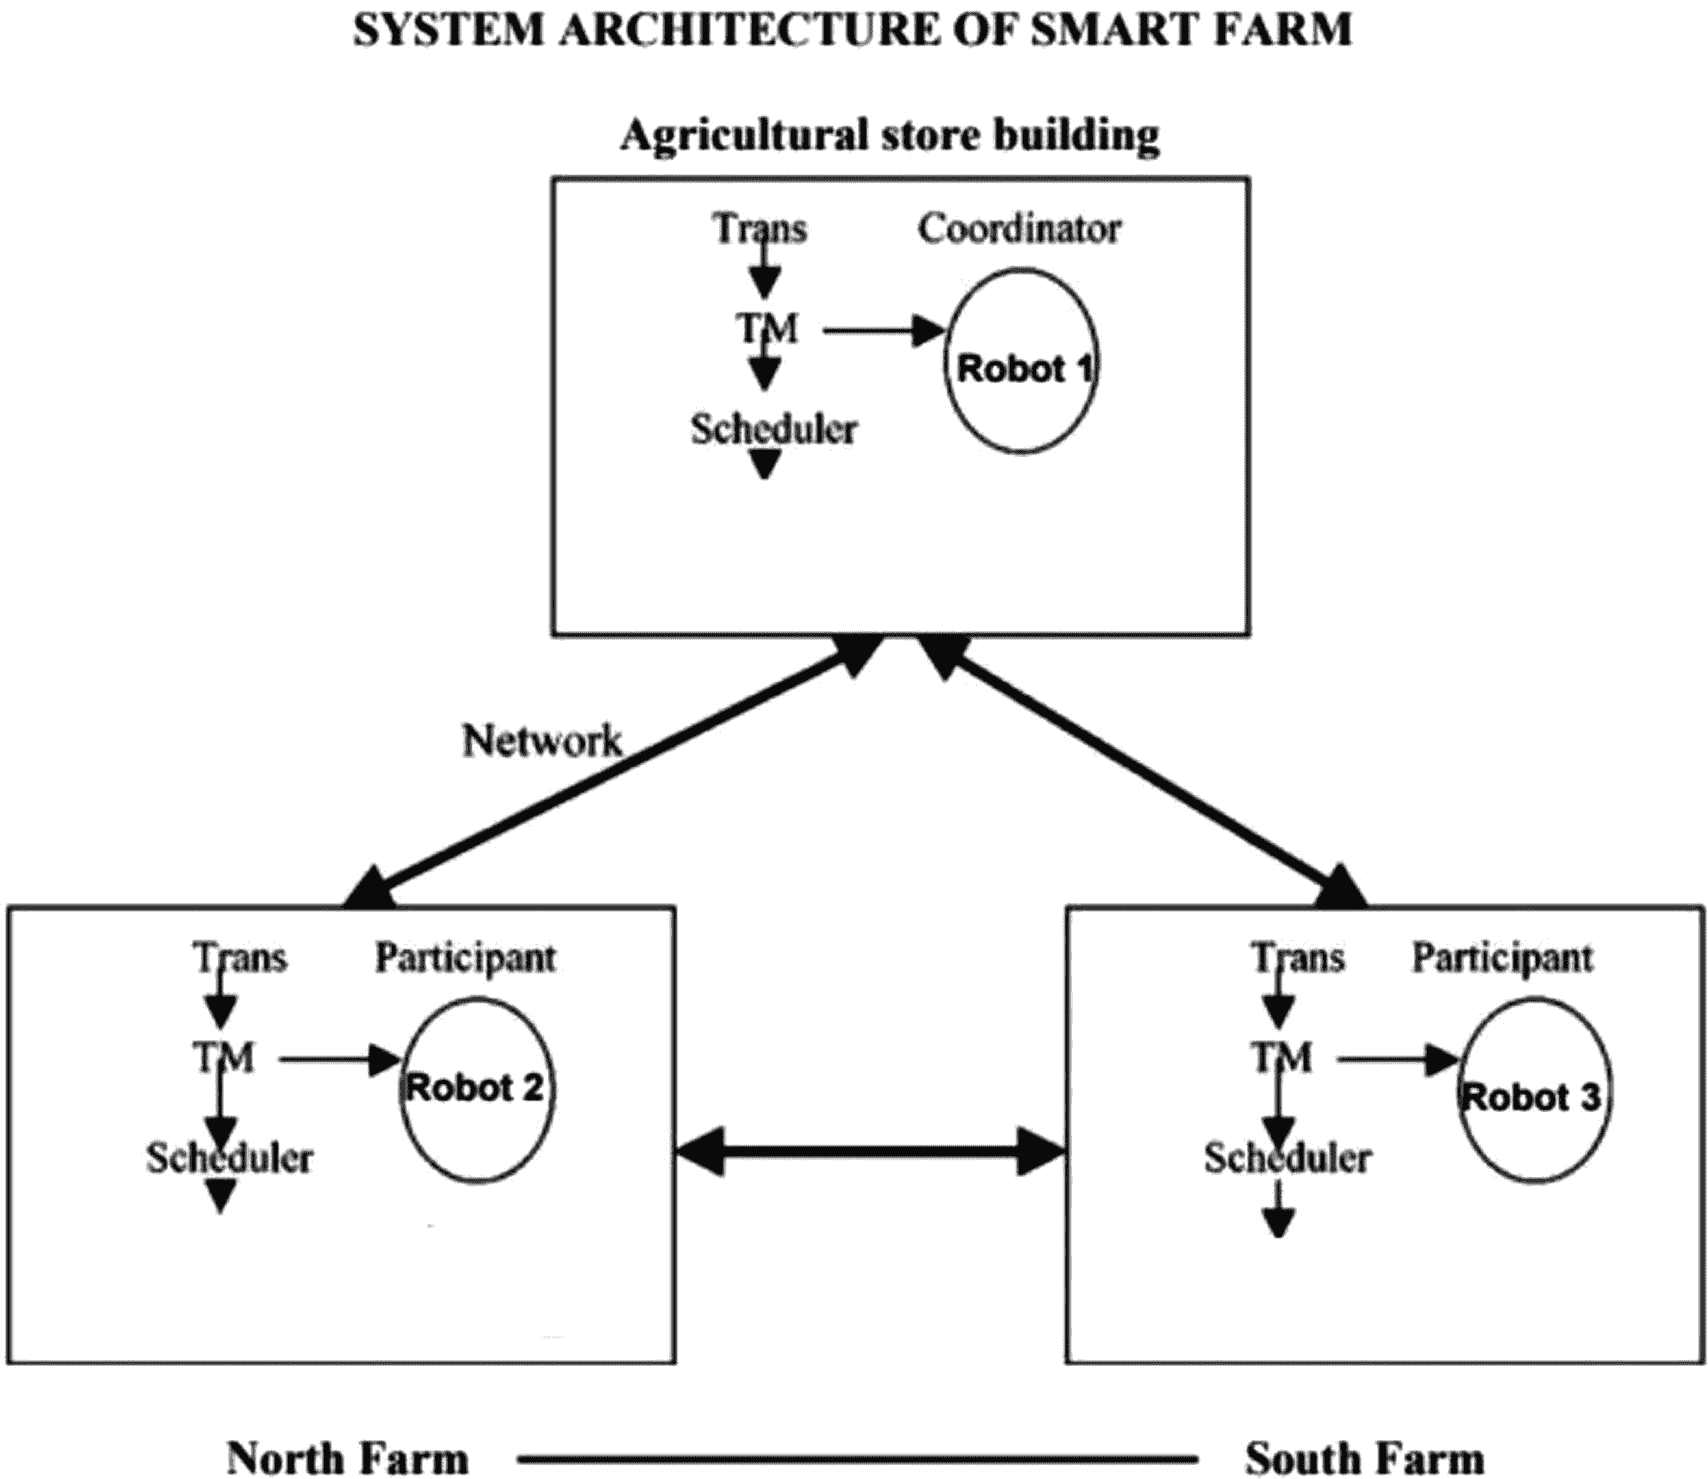 SYSTEM ARCHITECTURE OF SMART FARM
Agricultural store building
Trans Coordinator
TM
Robot 1
Scheduler
Network
Trans Participant
TM
Robot 2
Scheduler
Trans Participant
TM
Robot 3
Scheduler
North Farm South Farm